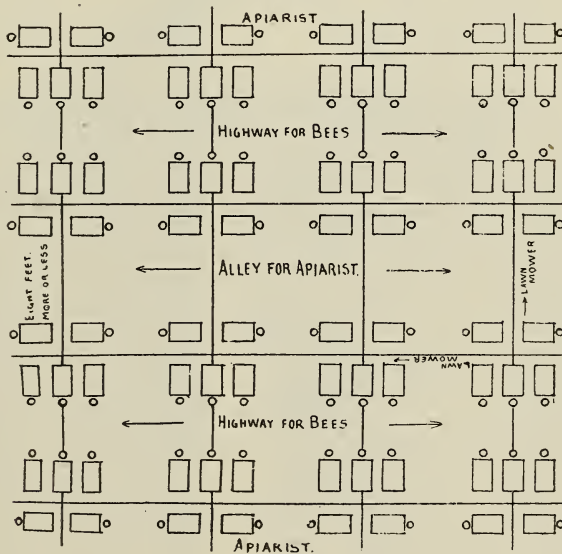 APIARIST
HIGHWAY FOR BEES
EIGHT FEET.
MORE OR LESS
ALLEY FOR APIARIST.
LAWN
MOWER
LAWN
MOWER
HIGHWAY FOR BEES
APIARIST.